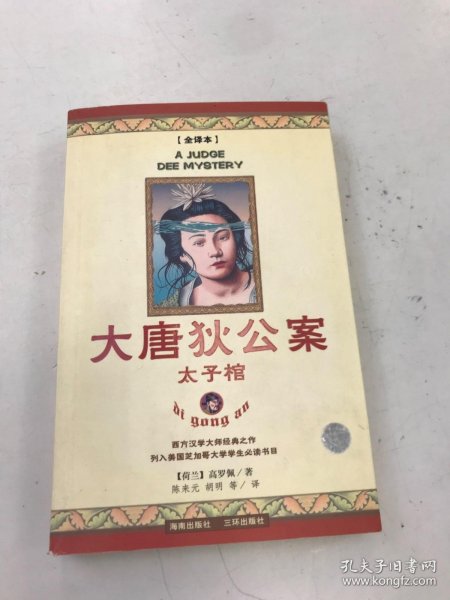 【全译本】
A JUDGE
DEE MYSTERY
大唐狄公案
太子棺
di gong an
西方汉学大师经典之作
列入美国芝加哥大学学生必读书目
【荷兰】高罗佩／著
陈来元 胡明 等／译
海南出版社 三环出版社
孔夫子旧书网
www.kongfz.com